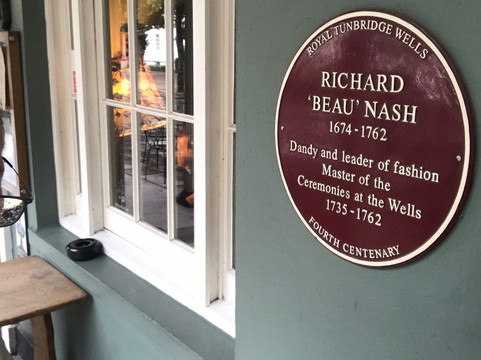 ROYAL TUNBRIDGE WELLS
RICHARD
'BEAU' NASH
1674 - 1762
Dandy and leader of fashion
Master of the
Ceremonies at the Wells
1735 - 1762
FOURTH CENTENARY